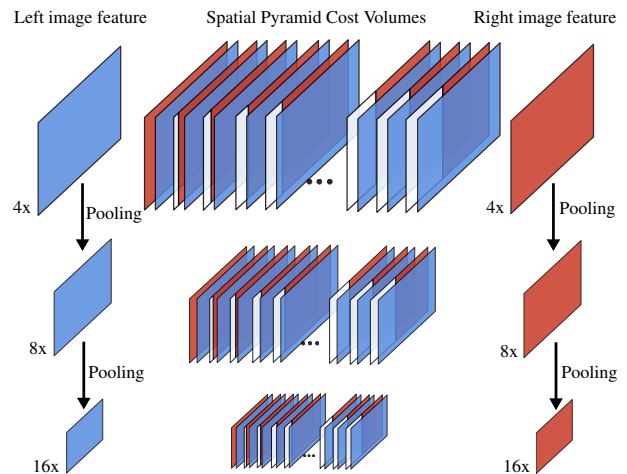 Left image feature
Spatial Pyramid Cost Volumes
Right image feature
4x
Pooling
4x
Pooling
8x
Pooling
8x
Pooling
16x
16x